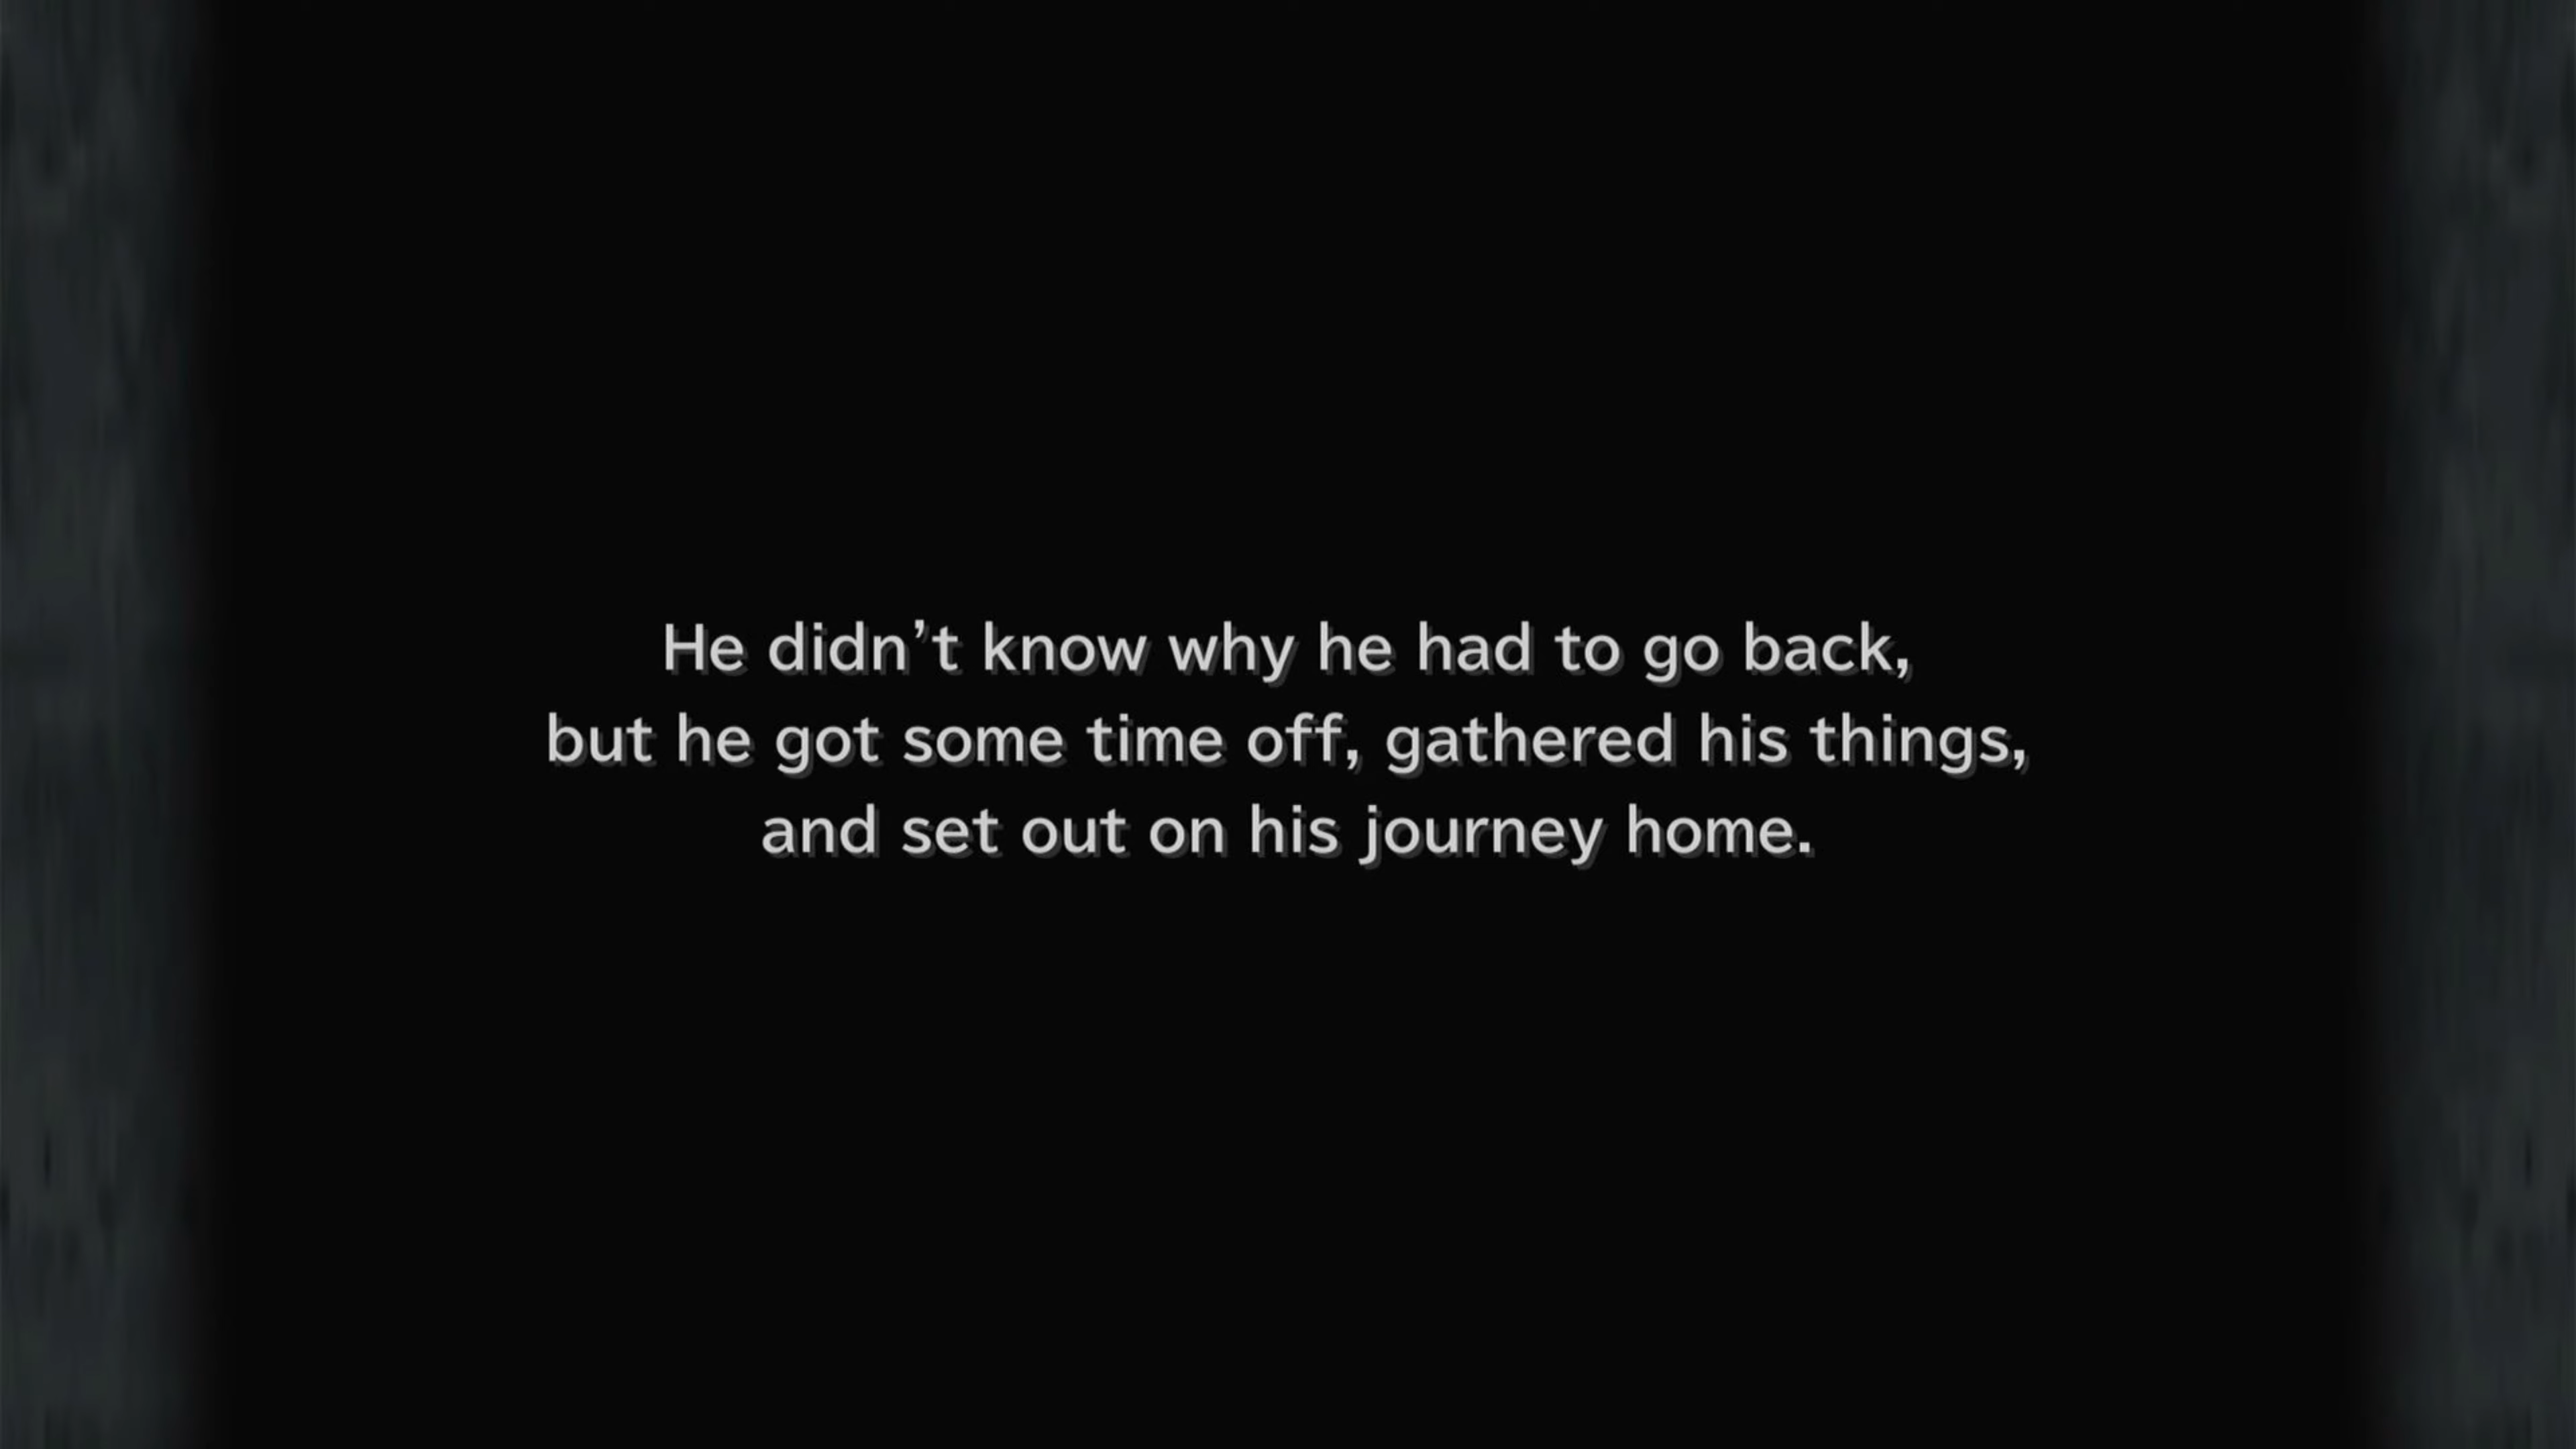 He didn’t know why he had to go back,
but he got some time off, gathered his things,
and set out on his journey home.